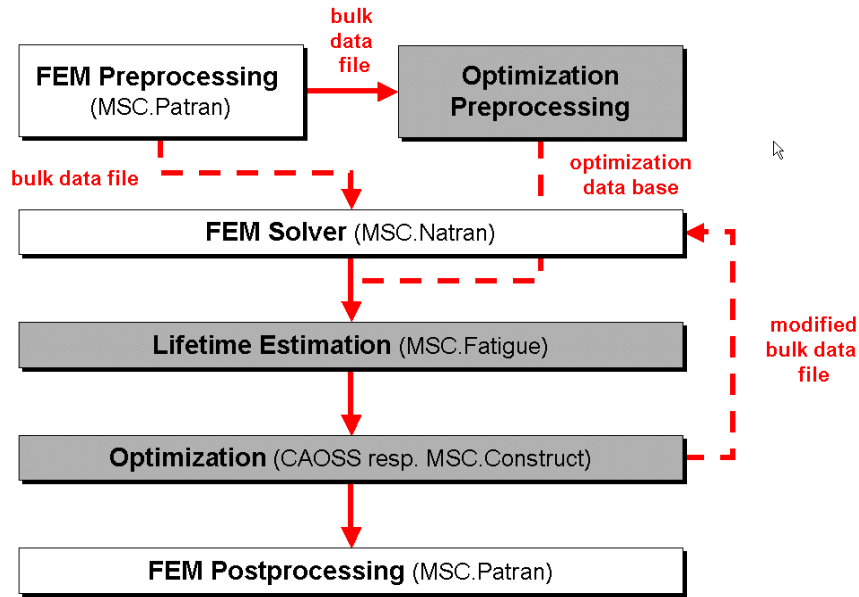 bulk
data
file
FEM Preprocessing
(MSC.Patran)
Optimization
Preprocessing
bulk data file
optimization
data base
FEM Solver (MSC.Natran)
Lifetime Estimation (MSC.Fatigue)
modified
bulk data
file
Optimization (CAOSS resp. MSC.Construct)
FEM Postprocessing (MSC.Patran)